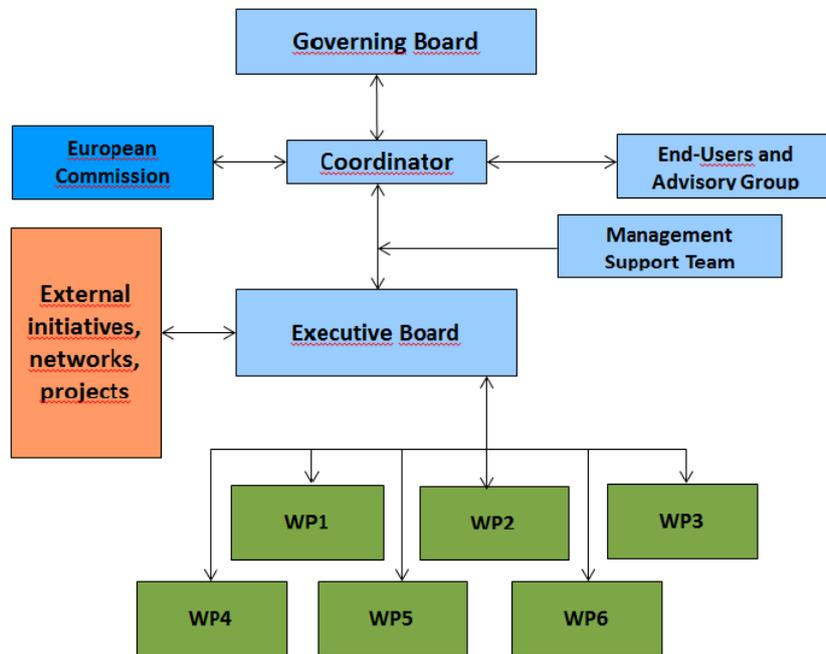 Governing Board
European
Commission
Coordinator
End-Users and
Advisory Group
Management
Support Team
External
initiatives,
networks,
projects
Executive Board
WP1
WP2
WP3
WP4
WP5
WP6